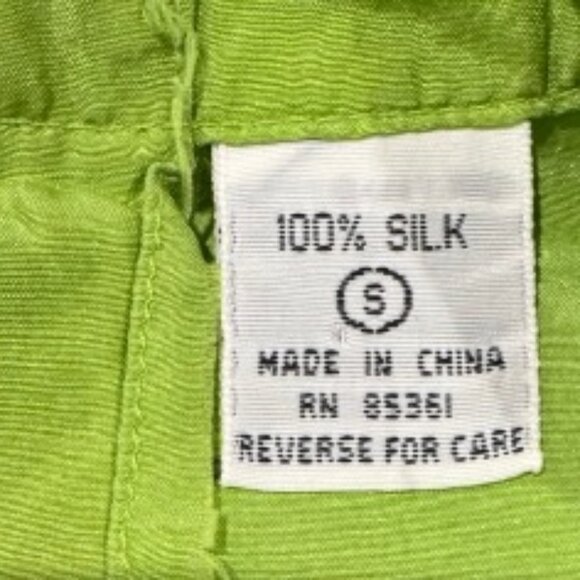 100% SILK
S
MADE IN CHINA
RN 85361
REVERSE FOR CARE